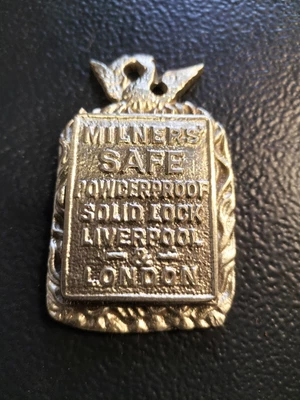 MILNERS'
SAFE
POWDERPROOF
SOLID LOCK
LIVERPOOL
&
LONDON